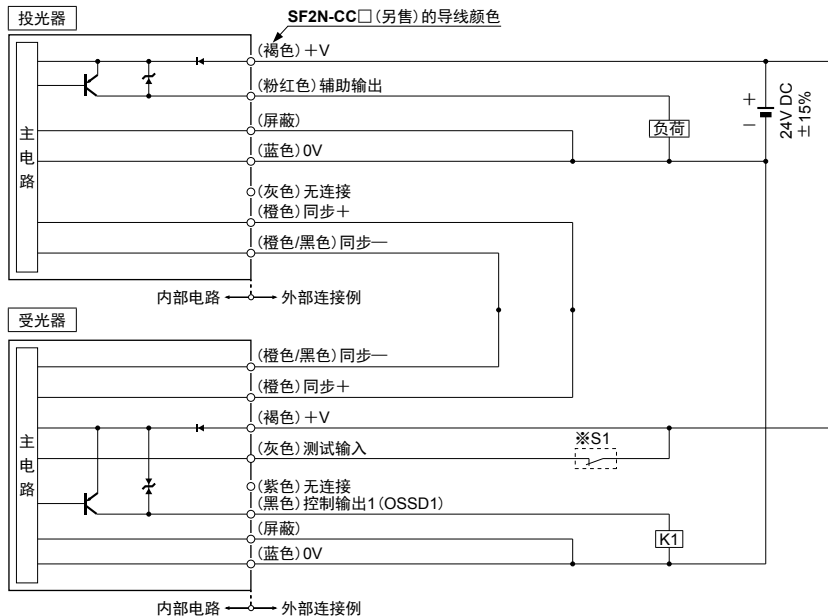 投光器
SF2N-CC□(另售)的导线颜色
(褐色)＋V
(粉红色)辅助输出
(屏蔽)
(蓝色)0V
(灰色)无连接
(橙色)同步＋
(橙色/黑色)同步—
主电路
负荷
＋
－
24V DC
±15%
内部电路
外部连接例
受光器
(橙色/黑色)同步—
(橙色)同步＋
(褐色)＋V
(灰色)测试输入
※S1
(紫色)无连接
(黑色)控制输出1(OSSD1)
(屏蔽)
(蓝色)0V
主电路
K1
内部电路
外部连接例